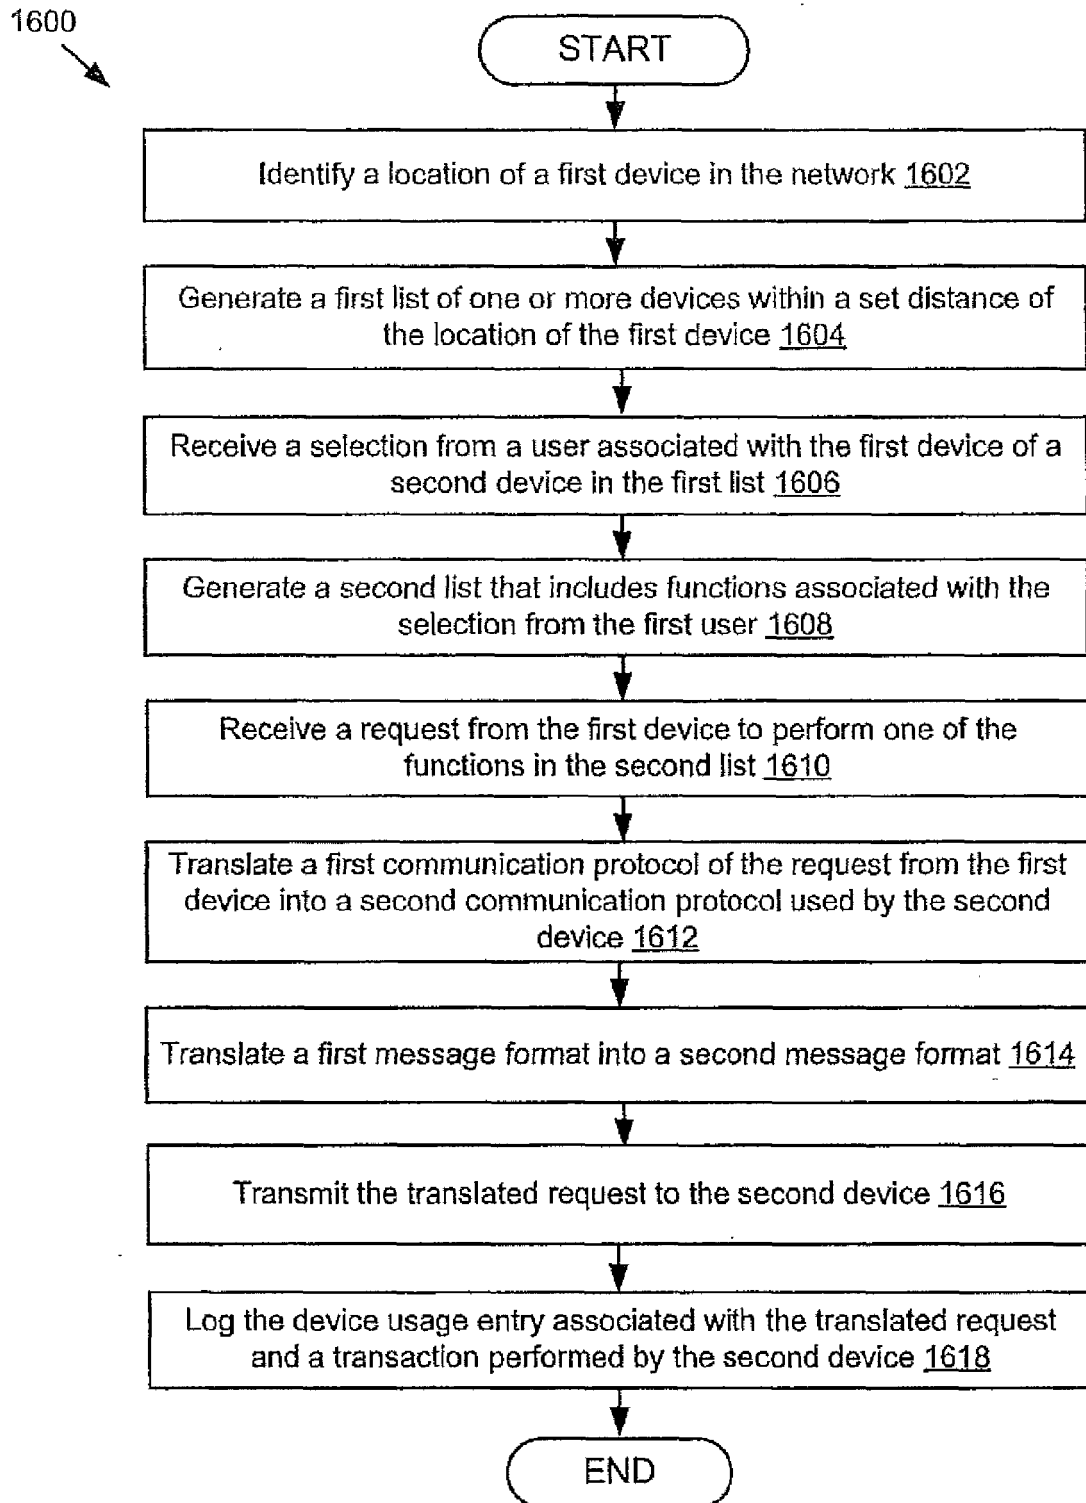 1600
START
Identify a location of a first device in the network 1602
Generate a first list of one or more devices within a set distance of
the location of the first device 1604
Receive a selection from a user associated with the first device of a
second device in the first list 1606
Generate a second list that includes functions associated with the
selection from the first user 1608
Receive a request from the first device to perform one of the
functions in the second list 1610
Translate a first communication protocol of the request from the first
device into a second communication protocol used by the second
device 1612
Translate a first message format into a second message format 1614
Transmit the translated request to the second device 1616
Log the device usage entry associated with the translated request
and a transaction performed by the second device 1618
END